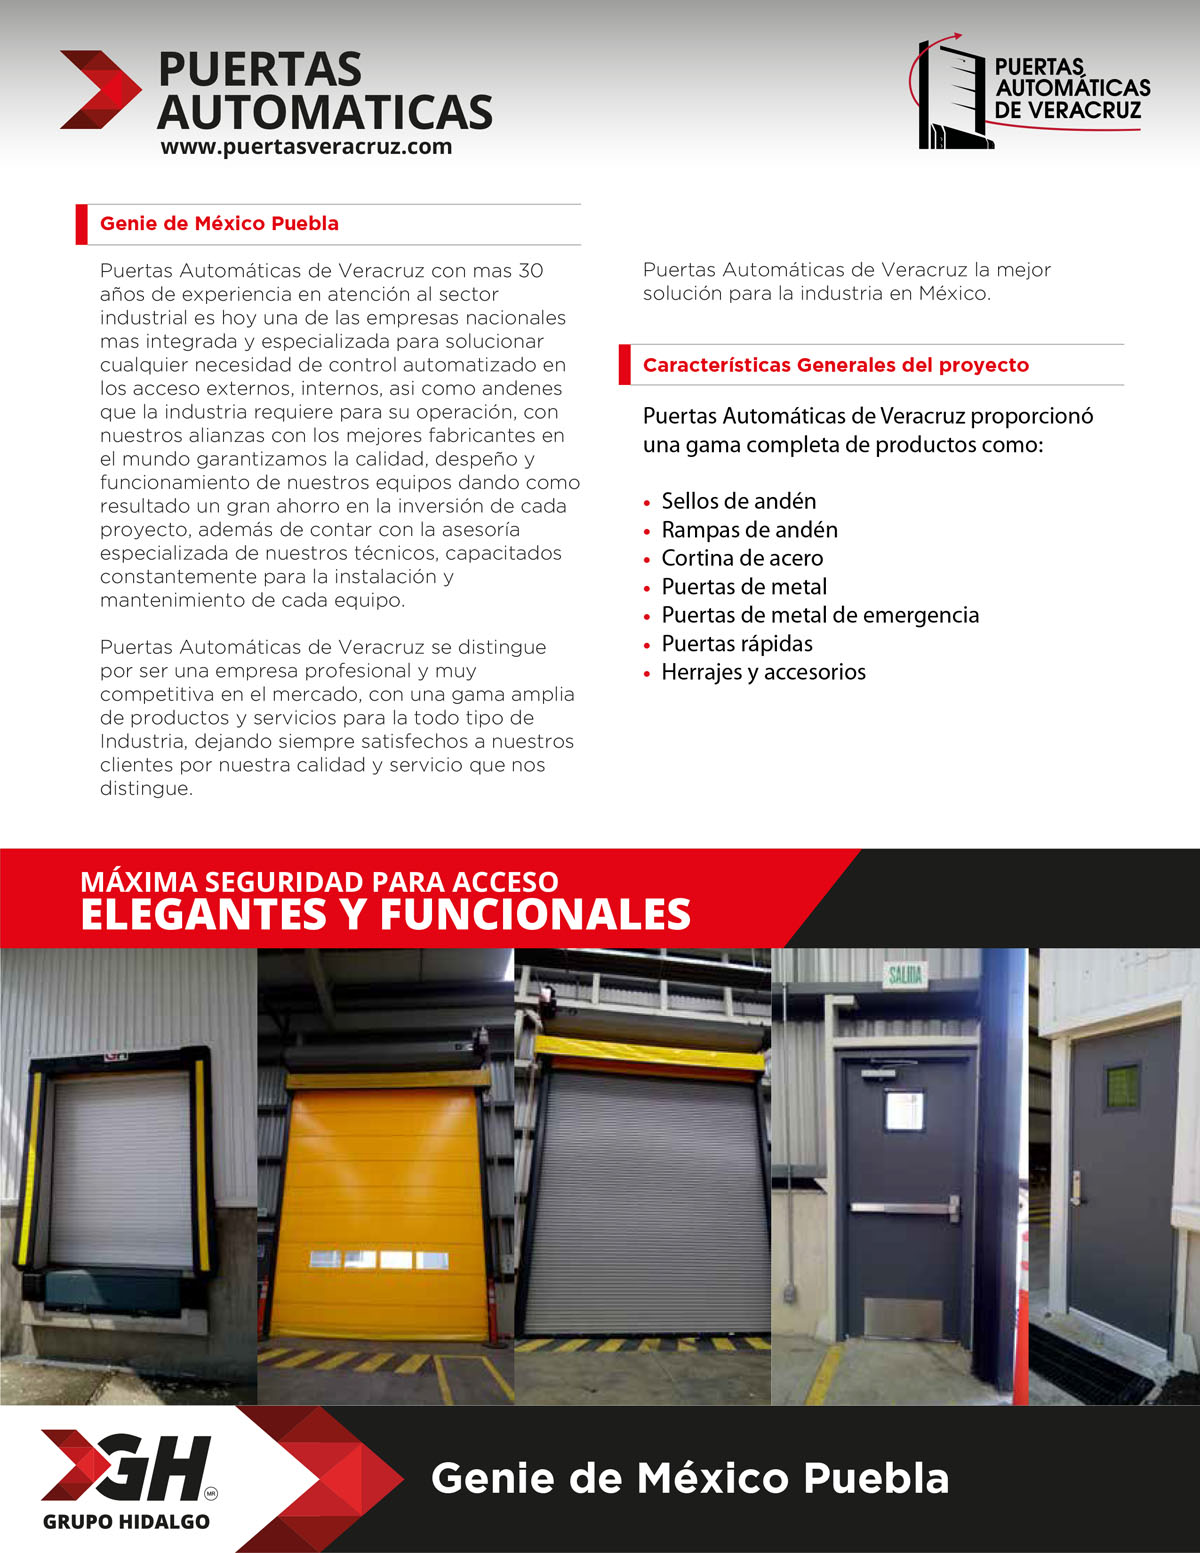 PUERTAS
AUTOMATICAS
www.puertasveracruz.com
PUERTAS
AUTOMÁTICAS
DE VERACRUZ
Genie de México Puebla
Puertas Automáticas de Veracruz con mas 30
años de experiencia en atención al sector
industrial es hoy una de las empresas nacionales
mas integrada y especializada para solucionar
cualquier necesidad de control automatizado en
los acceso externos, internos, asi como andenes
que la industria requiere para su operación, con
nuestros alianzas con los mejores fabricantes en
el mundo garantizamos la calidad, despeño y
funcionamiento de nuestros equipos dando como
resultado un gran ahorro en la inversión de cada
proyecto, además de contar con la asesoría
especializada de nuestros técnicos, capacitados
constantemente para la instalación y
mantenimiento de cada equipo.
Puertas Automáticas de Veracruz se distingue
por ser una empresa profesional y muy
competitiva en el mercado, con una gama amplia
de productos y servicios para la todo tipo de
Industria, dejando siempre satisfechos a nuestros
clientes por nuestra calidad y servicio que nos
distingue.
Puertas Automáticas de Veracruz la mejor
solución para la industria en México.
Características Generales del proyecto
Puertas Automáticas de Veracruz proporcionó
una gama completa de productos como:
• Sellos de andén
• Rampas de andén
• Cortina de acero
• Puertas de metal
• Puertas de metal de emergencia
• Puertas rápidas
• Herrajes y accesorios
MÁXIMA SEGURIDAD PARA ACCESO
ELEGANTES Y FUNCIONALES
SALIDA
GH
MR
GRUPO HIDALGO
Genie de México Puebla